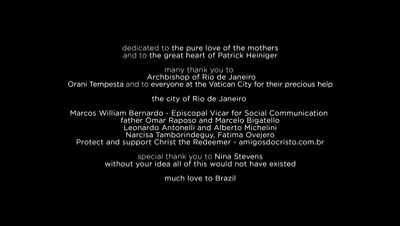 dedicated to the pure love of the mothers
and to the great heart of Patrick Heiniger
many thank you to
Archbishop of Rio de Janeiro
Orani Tempesta and to everyone at the Vatican City for their precious help
the city of Rio de Janeiro
Marcos William Bernardo - Episcopal Vicar for Social Communication
father Omar Raposo and Marcelo Bigatello
Leonardo Antonelli and Alberto Michelini
Narcisa Tamborindeguy, Fatima Ovejero
Protect and support Christ the Redeemer - amigosdocristo.com.br
special thank you to Nina Stevens
without your idea all of this would not have existed
much love to Brazil